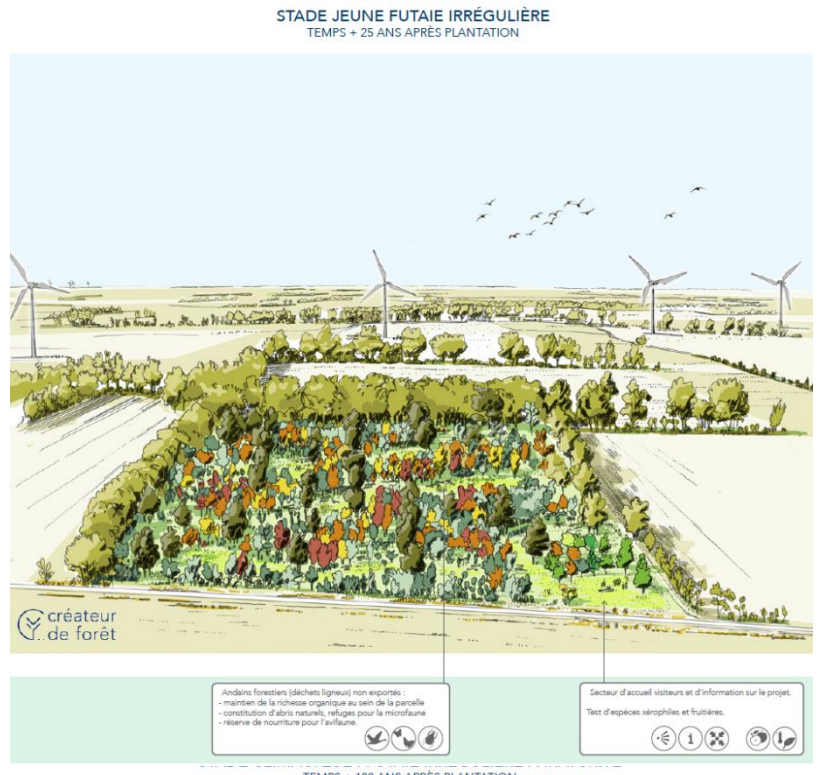 STADE JEUNE FUTAIE IRRÉGULIÈRE
TEMPS + 25 ANS APRÈS PLANTATION
créateur
de forêt
Andains forestiers (déchets ligneux) non exportés :
- maintien de la richesse organique au sein de la parcelle
- constitution d'abris naturels, refuges pour la microfaune
- réserve de nourriture pour l'avifaune.
Secteur d'accueil visiteurs et d'information sur le projet.
Test d'espèces xérophiles et fruitières.
i
TEMPS + 100 ANS APRÈS PLANTATION